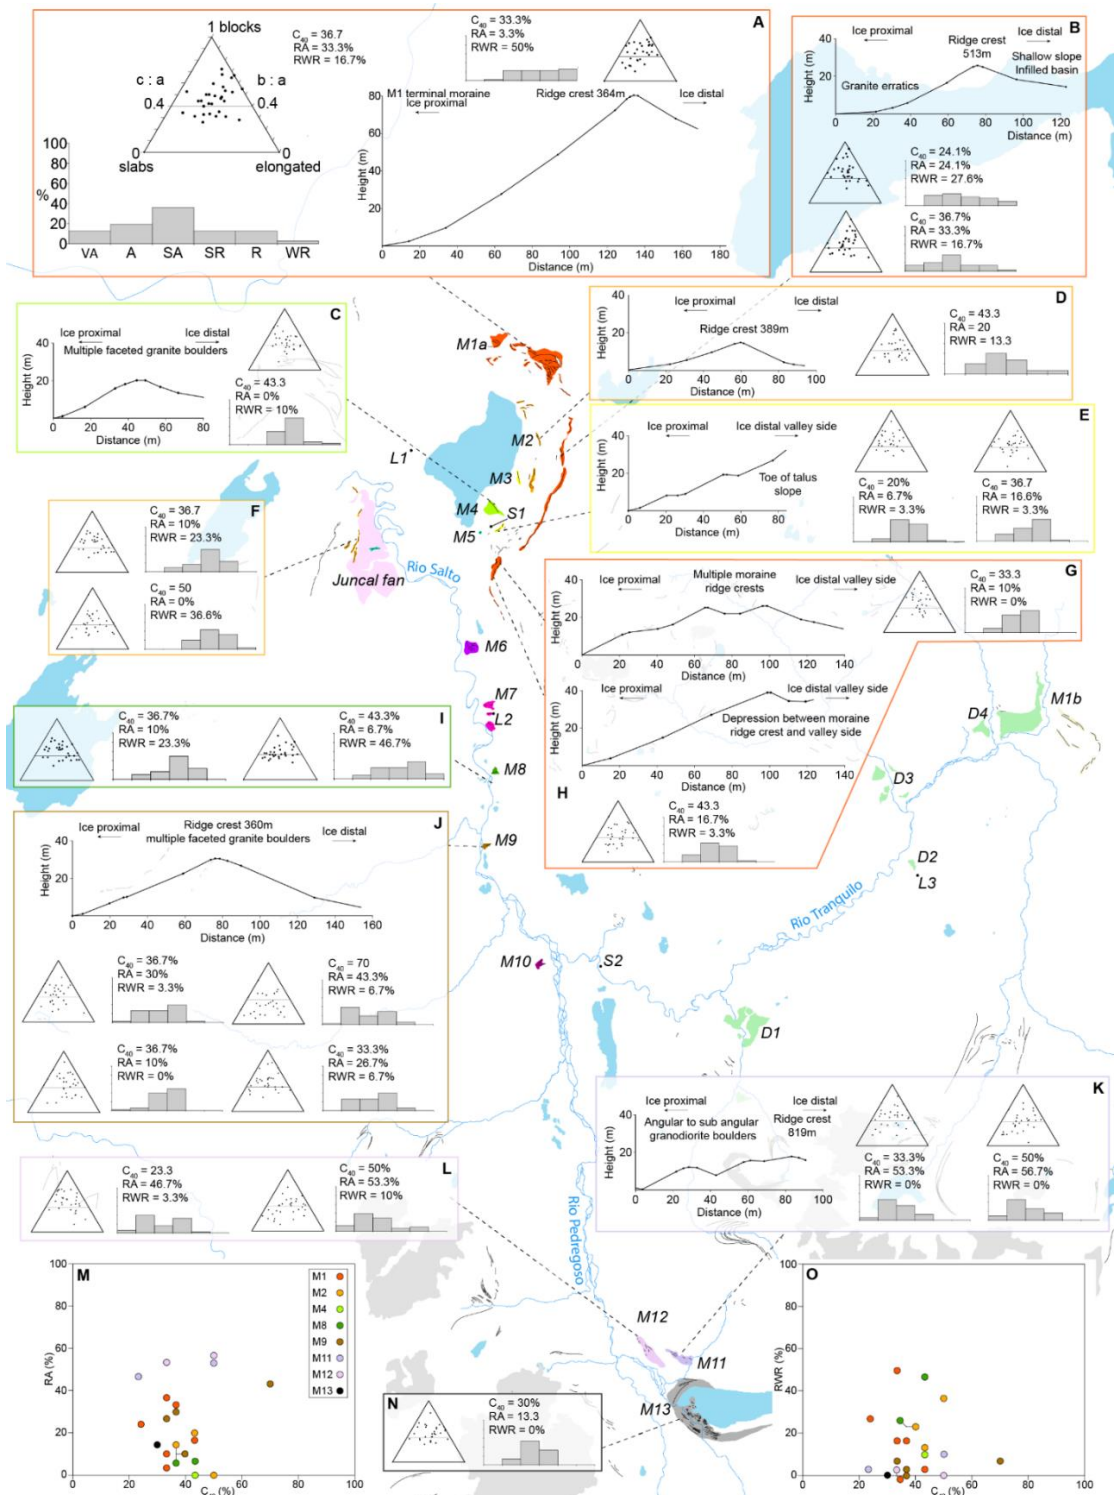 A
1 blocks
C40 = 36.7
RA = 33.3%
RWR = 16.7%
c : a
b : a
0.4
0.4
0
0
slabs
elongated
100
80
60
40
20
0
%
VA A SA SR R WR
C40 = 33.3%
RA = 3.3%
RWR = 50%
M1 terminal moraine
Ice proximal
Ridge crest 364m
Ice distal
80
60
40
20
Height (m)
0 20 40 60 80 100 120 140 160 180
Distance (m)
B
40
20
Height (m)
Ice proximal
Ridge crest
513m
Ice distal
Shallow slope
Infilled basin
Granite erratics
0 20 40 60 80 100 120
Distance (m)
C40 = 24.1%
RA = 24.1%
RWR = 27.6%
C40 = 36.7%
RA = 33.3%
RWR = 16.7%
C
40
20
Height (m)
Ice proximal
Ice distal
Multiple faceted granite boulders
0 20 40 60 80
Distance (m)
C40 = 43.3
RA = 0%
RWR = 10%
D
40
20
Height (m)
Ice proximal
Ice distal
Ridge crest 389m
0 20 40 60 80 100
Distance (m)
C40 = 43.3
RA = 20
RWR = 13.3
E
40
20
Height (m)
Ice proximal
Ice distal valley side
Toe of talus
slope
0 20 40 60 80
Distance (m)
C40 = 20%
RA = 6.7%
RWR = 3.3%
C40 = 36.7
RA = 16.6%
RWR = 3.3%
M1a
M2
L1
M3
M4
S1
M5
Rio Salto
Juncal fan
F
C40 = 36.7
RA = 10%
RWR = 23.3%
C40 = 50
RA = 0%
RWR = 36.6%
G
40
20
Height (m)
Ice proximal
Multiple moraine
ridge crests
Ice distal valley side
0 20 40 60 80 100 120 140
C40 = 33.3
RA = 10%
RWR = 0%
40
20
Height (m)
Ice proximal
Ice distal valley side
Depression between moraine
ridge crest and valley side
0 20 40 60 80 100 120 140
Distance (m)
H
C40 = 43.3
RA = 16.7%
RWR = 3.3%
M6
M7
L2
M8
M9
M10
S2
D1
D2
L3
D3
D4
M1b
Rio Tranquilo
I
C40 = 36.7%
RA = 10%
RWR = 23.3%
C40 = 43.3%
RA = 6.7%
RWR = 46.7%
J
40
20
Height (m)
Ice proximal
Ridge crest 360m
multiple faceted granite boulders
Ice distal
0 20 40 60 80 100 120 140 160
Distance (m)
C40 = 36.7%
RA = 30%
RWR = 3.3%
C40 = 70
RA = 43.3%
RWR = 6.7%
C40 = 36.7%
RA = 10%
RWR = 0%
C40 = 33.3%
RA = 26.7%
RWR = 6.7%
K
40
20
Height (m)
Ice proximal
Ice distal
Angular to sub angular
granodiorite boulders
Ridge crest
819m
0 20 40 60 80 100
Distance (m)
C40 = 33.3%
RA = 53.3%
RWR = 0%
C40 = 50%
RA = 56.7%
RWR = 0%
L
C40 = 23.3
RA = 46.7%
RWR = 3.3%
C40 = 50%
RA = 53.3%
RWR = 10%
Rio Pedregoso
M12
M11
M13
M
100
80
60
40
20
0
RA (%)
0 20 40 60 80 100
C40 (%)
M1
M2
M4
M8
M9
M11
M12
M13
N
C40 = 30%
RA = 13.3
RWR = 0%
O
100
80
60
40
20
0
RWR (%)
0 20 40 60 80 100